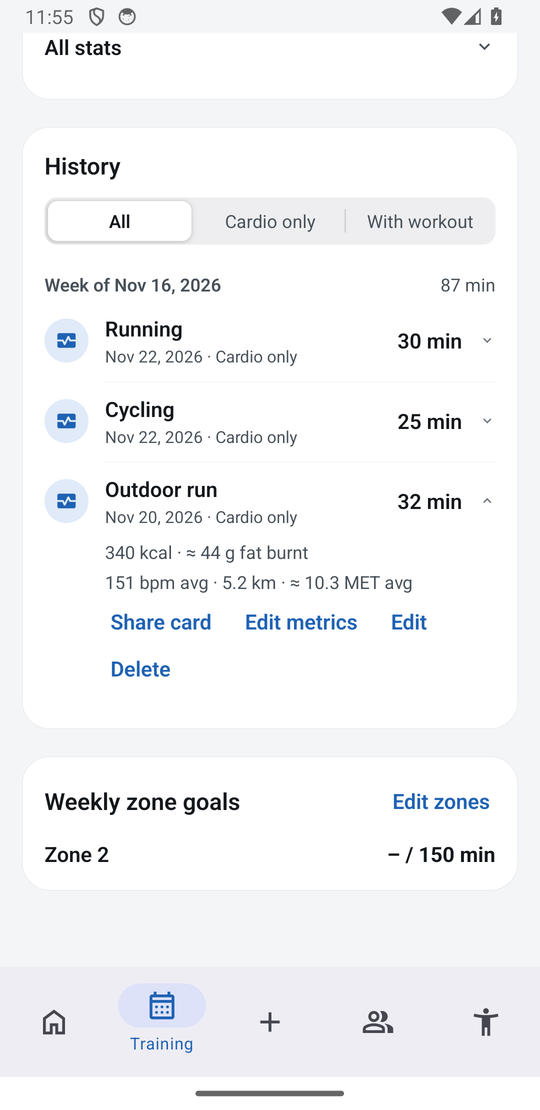 11:55
All stats
History
All
Cardio only
With workout
Week of Nov 16, 2026
87 min
Running
Nov 22, 2026 · Cardio only
30 min
Cycling
Nov 22, 2026 · Cardio only
25 min
Outdoor run
Nov 20, 2026 · Cardio only
32 min
340 kcal · ≈ 44 g fat burnt
151 bpm avg · 5.2 km · ≈ 10.3 MET avg
Share card
Edit metrics
Edit
Delete
Weekly zone goals
Edit zones
Zone 2
– / 150 min
Training